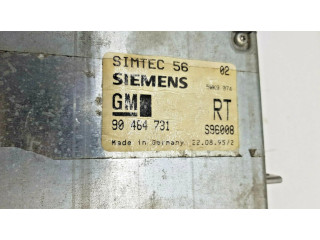 SIMTEC 56 02
SIEMENS
GM RT
90 464 731 S96008
Made in Germany 22.08.95/2